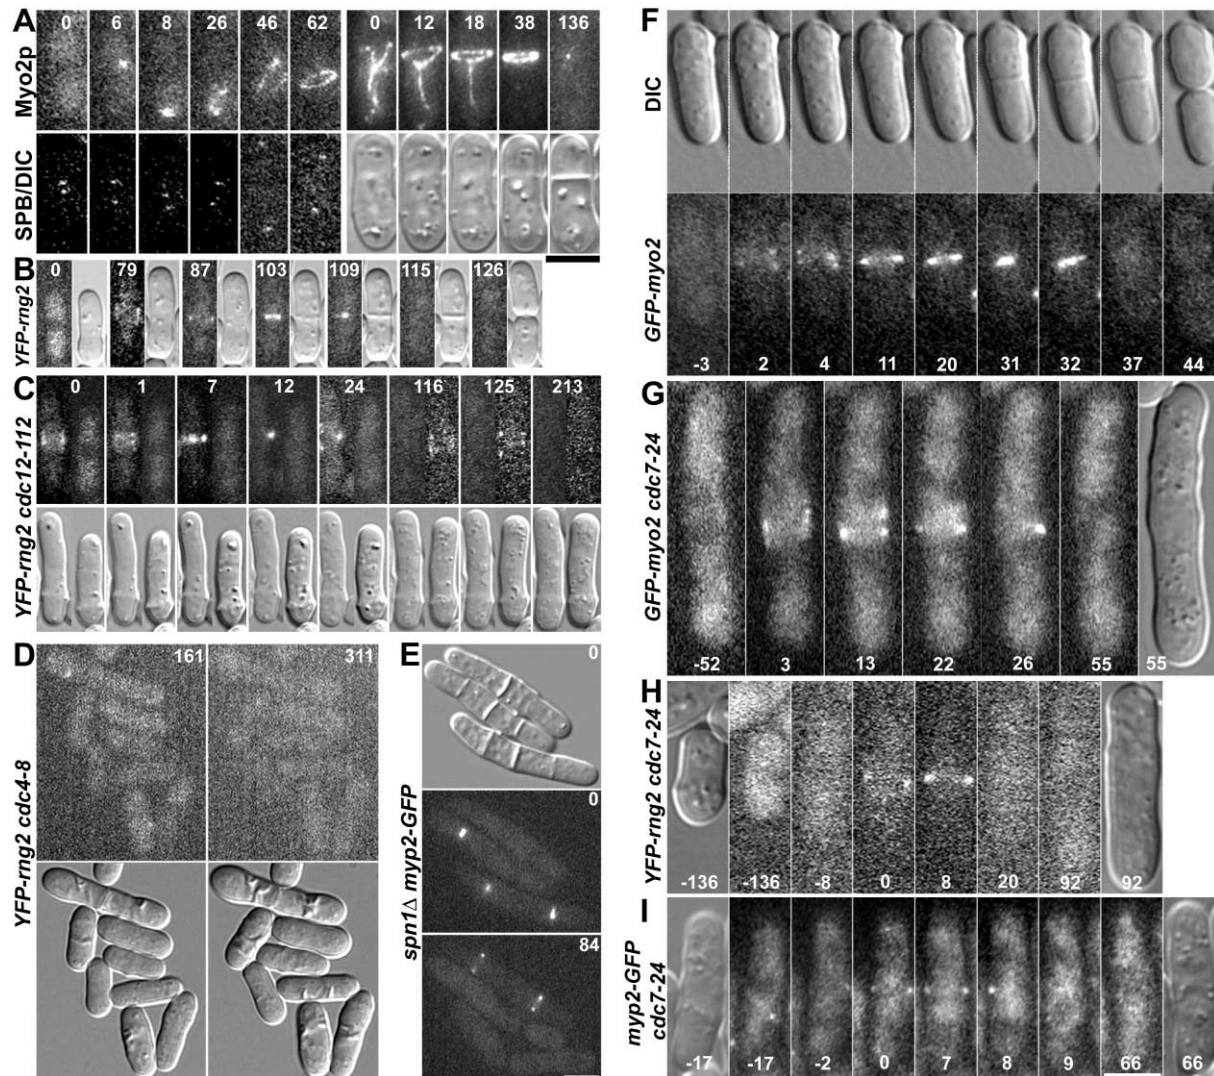 A
Myo2p
0 6 8 26 46 62 0 12 18 38 136
SPB/DIC
B
YFP-rng2
0 79 87 103 109 115 126
C
YFP-rng2 cdc12-112
0 1 7 12 24 116 125 213
D
YFP-rng2 cdc4-8
161 311
E
spn1Δ myp2-GFP
0
0
84
F
DIC
GFP-myo2
-3 2 4 11 20 31 32 37 44
G
GFP-myo2 cdc7-24
-52 3 13 22 26 55 55
H
YFP-rng2 cdc7-24
-136 -136 -8 0 8 20 92 92
I
myp2-GFP
cdc7-24
-17 -17 -2 0 7 8 9 66 66